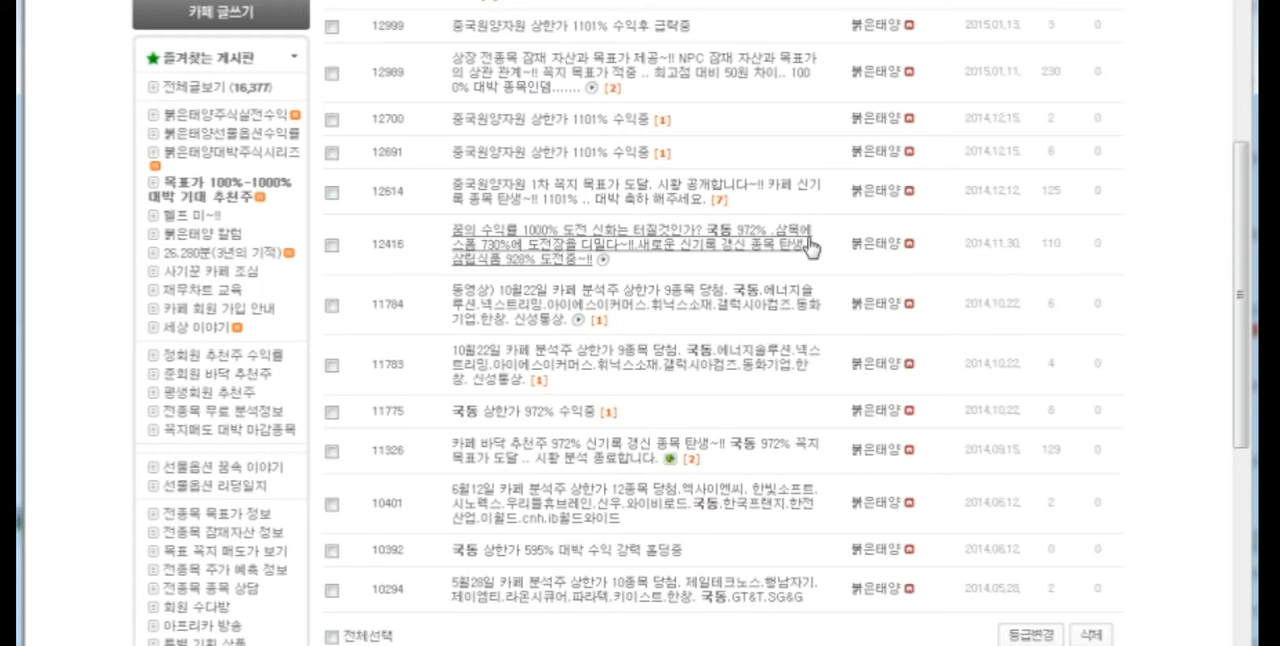 카페 글쓰기
즐겨찾는 게시판
전체글보기 (16,377)
붉은태양주식실전수익
붉은태양선물옵션수익률
붉은태양대박주식시리즈
목표가 100%-1000%
대박 기대 추천주
헬프 미~!!
붉은태양 칼럼
26.280분(3년의 기적)
사기꾼 카페 조심
재무챠트 교육
카페 회원 가입 안내
세상 이야기
정회원 추천주 수익률
준회원 바닥 추천주
평생회원 추천주
전종목 무료 분석정보
꼭지매도 대박 마감종목
선물옵션 꿈속 이야기
선물옵션 리딩일지
전종목 목표가 정보
전종목 잠재자산 정보
목표 꼭지 매도가 보기
전종목 주가 예측 정보
전종목 종목 상담
회원 수다방
아프리카 방송
특별 기획 상품
12999 중국원양자원 상한가 1101% 수익후 급락중 붉은태양 2015.01.13. 9 0
상장 전종목 잠재 자산과 목표가 제공~!! NPC 잠재 자산과 목표가
12989 의 상관 관계~!! 꼭지 목표가 적중 .. 최고점 대비 50원 차이.. 100 붉은태양 2015.01.11. 230 0
0% 대박 종목인뎀....... [2]
12700 중국원양자원 상한가 1101% 수익중 [1] 붉은태양 2014.12.15. 2 0
12691 중국원양자원 상한가 1101% 수익중 [1] 붉은태양 2014.12.15. 6 0
중국원양자원 1차 꼭지 목표가 도달. 시황 공개합니다~!! 카페 신기
12614 록 종목 탄생~!! 1101% .. 대박 축하 해주세요. [7] 붉은태양 2014.12.12. 125 0
꿈의 수익률 1000% 도전 신화는 터질것인가? 국동 972% .삼목에
12416 스폼 730%에 도전장을 디밀다~!!.새로운 신기록 갱신 종목 탄생 붉은태양 2014.11.30. 110 0
삼립식품 928% 도전중~!!
동영상) 10월22일 카페 분석주 상한가 9종목 당첨. 국동.에너지솔
11784 루션.넥스트리밍.아이에스이커머스.휘닉스소재.갤럭시아컴즈.동화 붉은태양 2014.10.22. 6 0
기업.한창. 신성통상. [1]
10월22일 카페 분석주 상한가 9종목 당첨. 국동.에너지솔루션.넥스
11783 트리밍.아이에스이커머스.휘닉스소재.갤럭시아컴즈.동화기업.한 붉은태양 2014.10.22. 4 0
창. 신성통상. [1]
11775 국동 상한가 972% 수익중 [1] 붉은태양 2014.10.22. 8 0
카페 바닥 추천주 972% 신기록 갱신 종목 탄생~!! 국동 972% 꼭지
11326 목표가 도달 .. 시황 분석 종료합니다. [2] 붉은태양 2014.09.15. 129 0
6월12일 카페 분석주 상한가 12종목 당첨.엑사이엔씨. 한빛소프트.
10401 시노펙스.우리들휴브레인.신우.와이비로드.국동.한국프랜지.한전 붉은태양 2014.06.12. 2 0
산업.이월드.cnh.ib월드와이드
10392 국동 상한가 595% 대박 수익 강력 홀딩중 붉은태양 2014.06.12. 0 0
5월28일 카페 분석주 상한가 10종목 당첨. 제일테크노스.행남자기.
10294 제이엠티.라온시큐어.파라텍.키이스트.한창. 국동.GT&T.SG&G 붉은태양 2014.05.28. 2 0
전체선택 등급변경 삭제